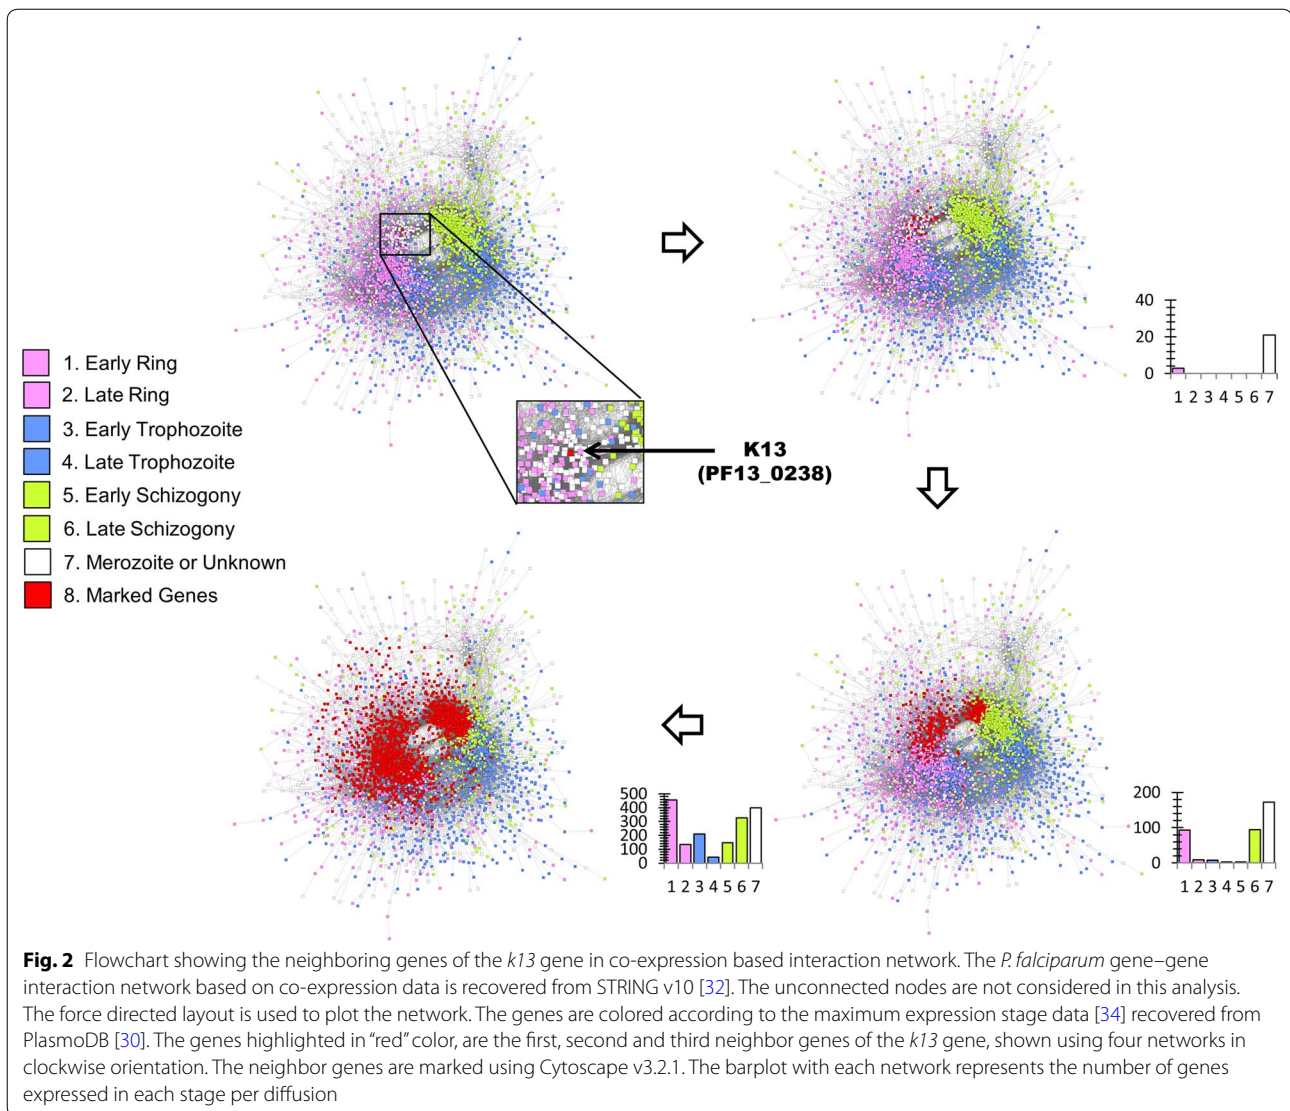 40
20
0
1 2 3 4 5 6 7
1. Early Ring
2. Late Ring
3. Early Trophozoite
4. Late Trophozoite
5. Early Schizogony
6. Late Schizogony
7. Merozoite or Unknown
8. Marked Genes
K13
(PF13_0238)
500
400
300
200
100
0
1 2 3 4 5 6 7
200
100
0
1 2 3 4 5 6 7
Fig. 2 Flowchart showing the neighboring genes of the k13 gene in co-expression based interaction network. The P. falciparum gene–gene
interaction network based on co-expression data is recovered from STRING v10 [32]. The unconnected nodes are not considered in this analysis.
The force directed layout is used to plot the network. The genes are colored according to the maximum expression stage data [34] recovered from
PlasmoDB [30]. The genes highlighted in “red” color, are the first, second and third neighbor genes of the k13 gene, shown using four networks in
clockwise orientation. The neighbor genes are marked using Cytoscape v3.2.1. The barplot with each network represents the number of genes
expressed in each stage per diffusion